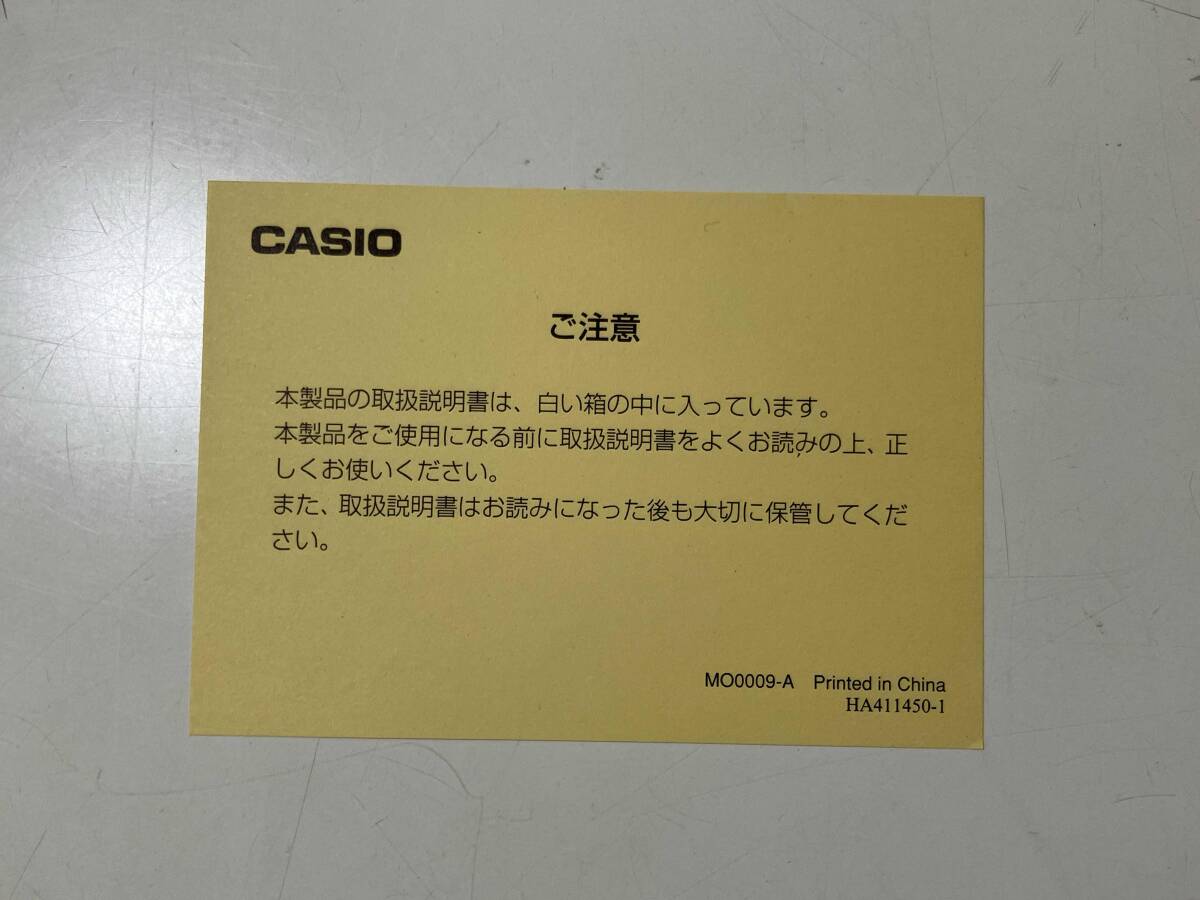 CASIO
ご注意
本製品の取扱説明書は、白い箱の中に入っています。
本製品をご使用になる前に取扱説明書をよくお読みの上、正
しくお使いください。
また、取扱説明書はお読みになった後も大切に保管してくだ
さい。
MO0009-A Printed in China
HA411450-1